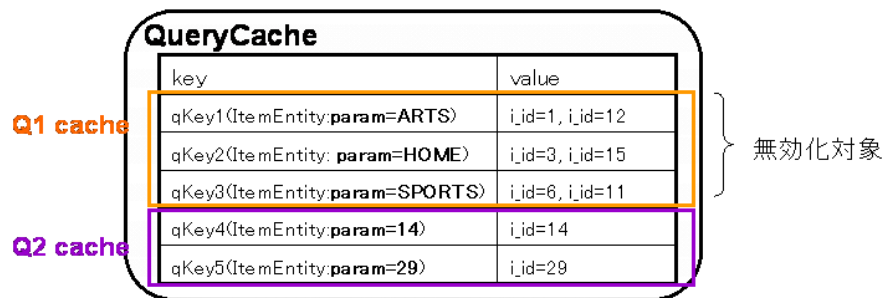 QueryCache
key value
qKey1(ItemEntity:param=ARTS) i_id=1, i_id=12
qKey2(ItemEntity: param=HOME) i_id=3, i_id=15
qKey3(ItemEntity:param=SPORTS) i_id=6, i_id=11
qKey4(ItemEntity:param=14) i_id=14
qKey5(ItemEntity:param=29) i_id=29
Q1 cache
Q2 cache
無効化対象